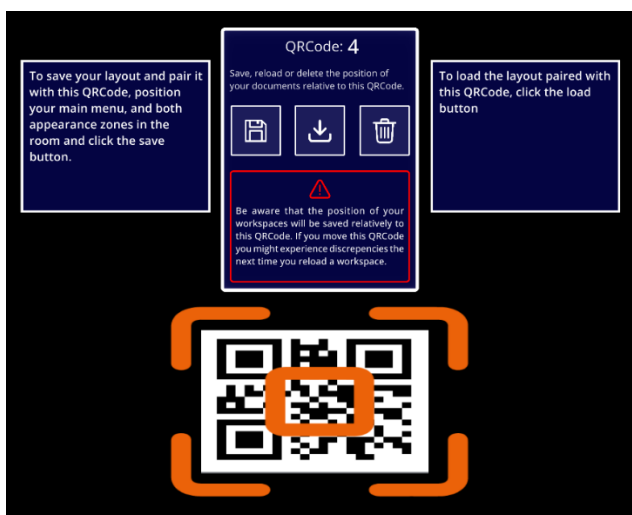 QRCode: 4
To save your layout and pair it
with this QRCode, position
your main menu, and both
appearance zones in the
room and click the save
button.
Save, reload or delete the position of
your documents relative to this QRCode.
Be aware that the position of your
workspaces will be saved relatively to
this QRCode. If you move this QRCode
you might experience discrepencies the
next time you reload a workspace.
To load the layout paired with
this QRCode, click the load
button